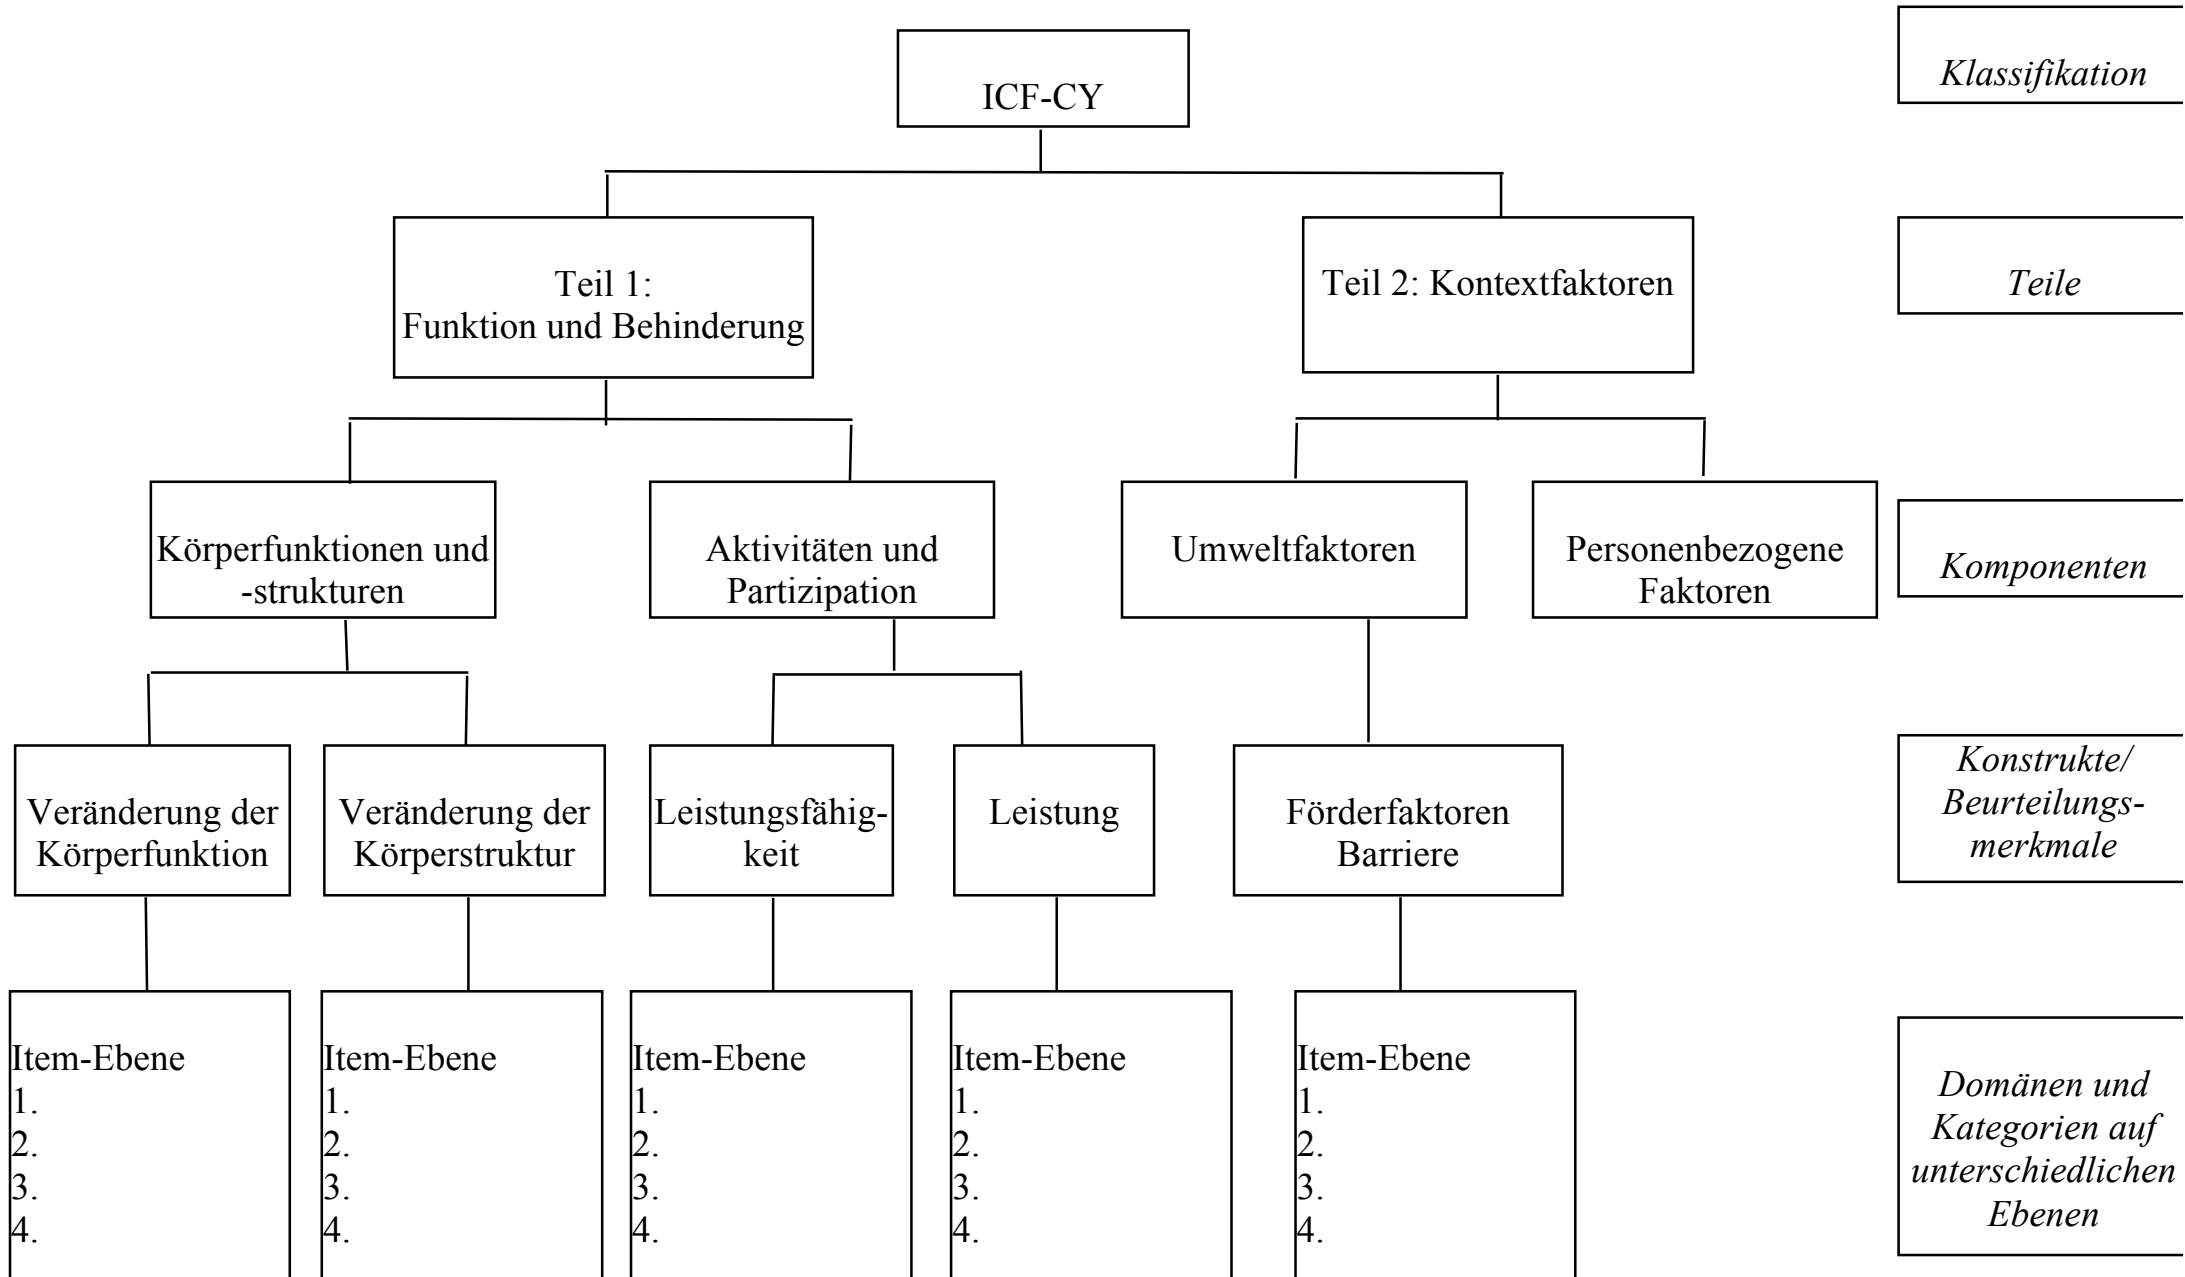 ICF-CY
Klassifikation
Teil 1:
Funktion und Behinderung
Teil 2: Kontextfaktoren
Teile
Körperfunktionen und
-strukturen
Aktivitäten und
Partizipation
Umweltfaktoren
Personenbezogene
Faktoren
Komponenten
Veränderung der
Körperfunktion
Veränderung der
Körperstruktur
Leistungsfähig-
keit
Leistung
Förderfaktoren
Barriere
Konstrukte/
Beurteilungs-
merkmale
Item-Ebene
1.
2.
3.
4.
Item-Ebene
1.
2.
3.
4.
Item-Ebene
1.
2.
3.
4.
Item-Ebene
1.
2.
3.
4.
Item-Ebene
1.
2.
3.
4.
Domänen und
Kategorien auf
unterschiedlichen
Ebenen